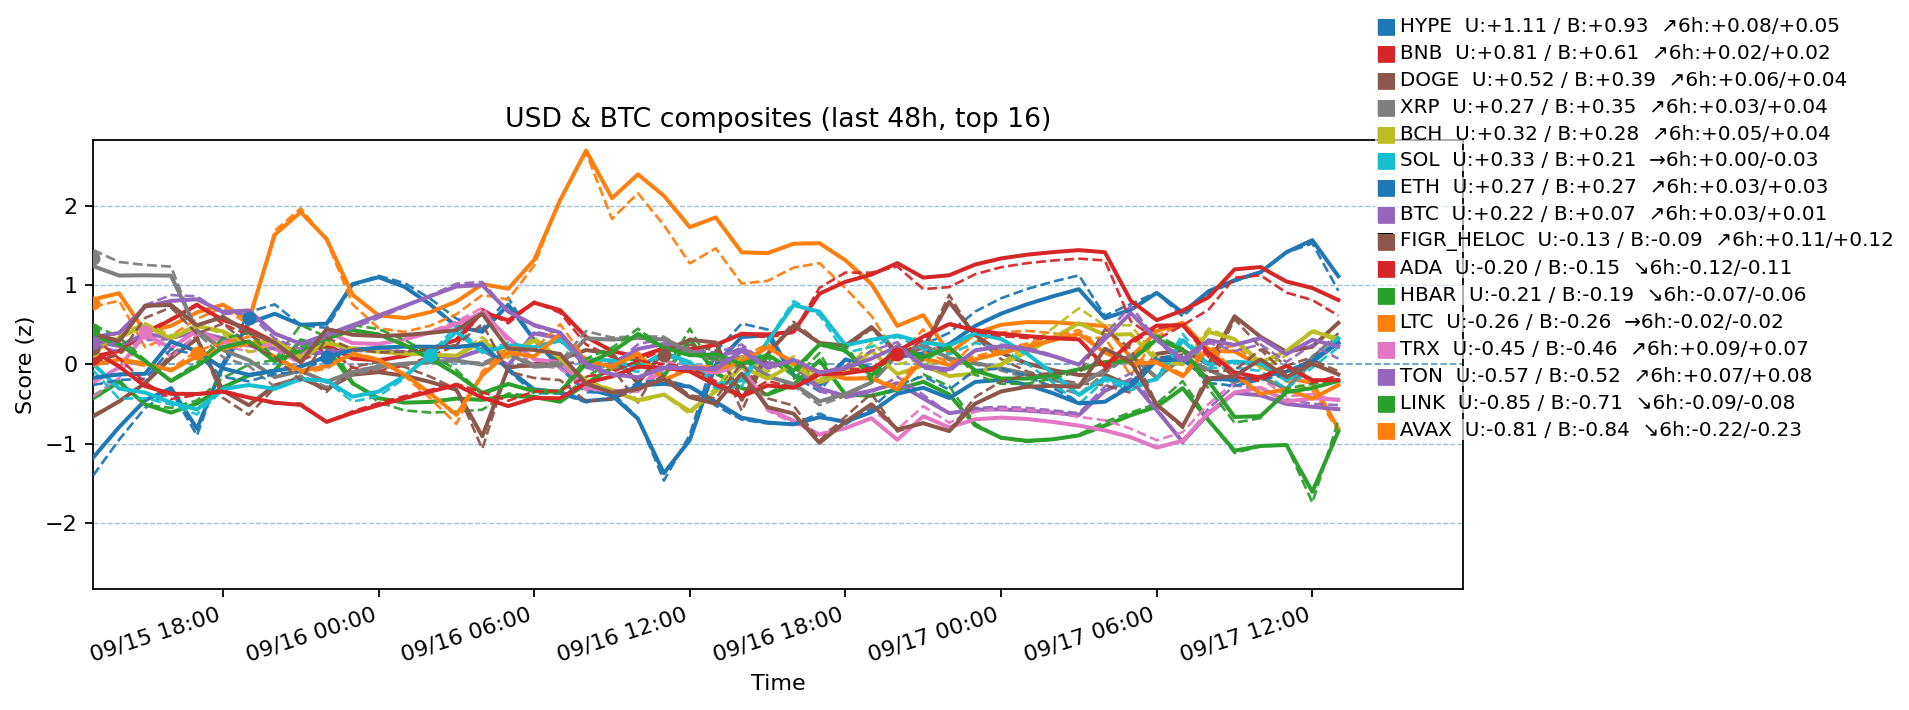 HYPE U:+1.11 / B:+0.93 ↗6h:+0.08/+0.05
BNB U:+0.81 / B:+0.61 ↗6h:+0.02/+0.02
DOGE U:+0.52 / B:+0.39 ↗6h:+0.06/+0.04
XRP U:+0.27 / B:+0.35 ↗6h:+0.03/+0.04
BCH U:+0.32 / B:+0.28 ↗6h:+0.05/+0.04
SOL U:+0.33 / B:+0.21 →6h:+0.00/-0.03
ETH U:+0.27 / B:+0.27 ↗6h:+0.03/+0.03
BTC U:+0.22 / B:+0.07 ↗6h:+0.03/+0.01
FIGR_HELOC U:-0.13 / B:-0.09 ↗6h:+0.11/+0.12
ADA U:-0.20 / B:-0.15 ↘6h:-0.12/-0.11
HBAR U:-0.21 / B:-0.19 ↘6h:-0.07/-0.06
LTC U:-0.26 / B:-0.26 →6h:-0.02/-0.02
TRX U:-0.45 / B:-0.46 ↗6h:+0.09/+0.07
TON U:-0.57 / B:-0.52 ↗6h:+0.07/+0.08
LINK U:-0.85 / B:-0.71 ↘6h:-0.09/-0.08
AVAX U:-0.81 / B:-0.84 ↘6h:-0.22/-0.23
USD & BTC composites (last 48h, top 16)
Score (z)
2
1
0
−1
−2
09/15 18:00
09/16 00:00
09/16 06:00
09/16 12:00
09/16 18:00
09/17 00:00
09/17 06:00
09/17 12:00
Time